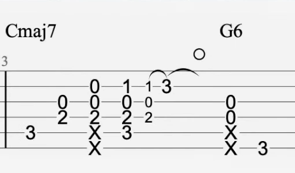 Cmaj7 G6
3
O
0 1 1 3
0 0 0 0 0
2 2 2 2 0
3 X 3 X
X X 3